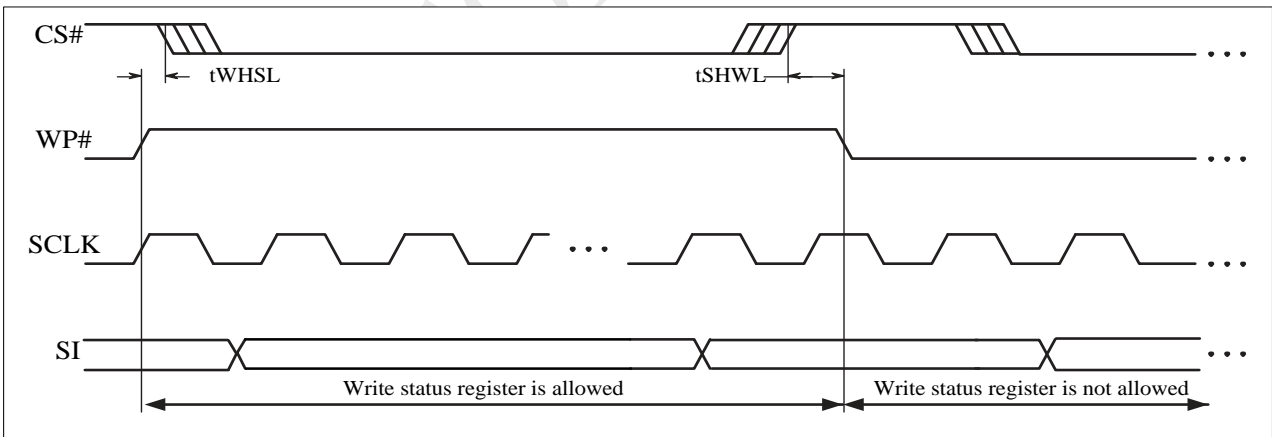 CS#
tWHSL
tSHWL
WP#
SCLK
SI
Write status register is allowed
Write status register is not allowed